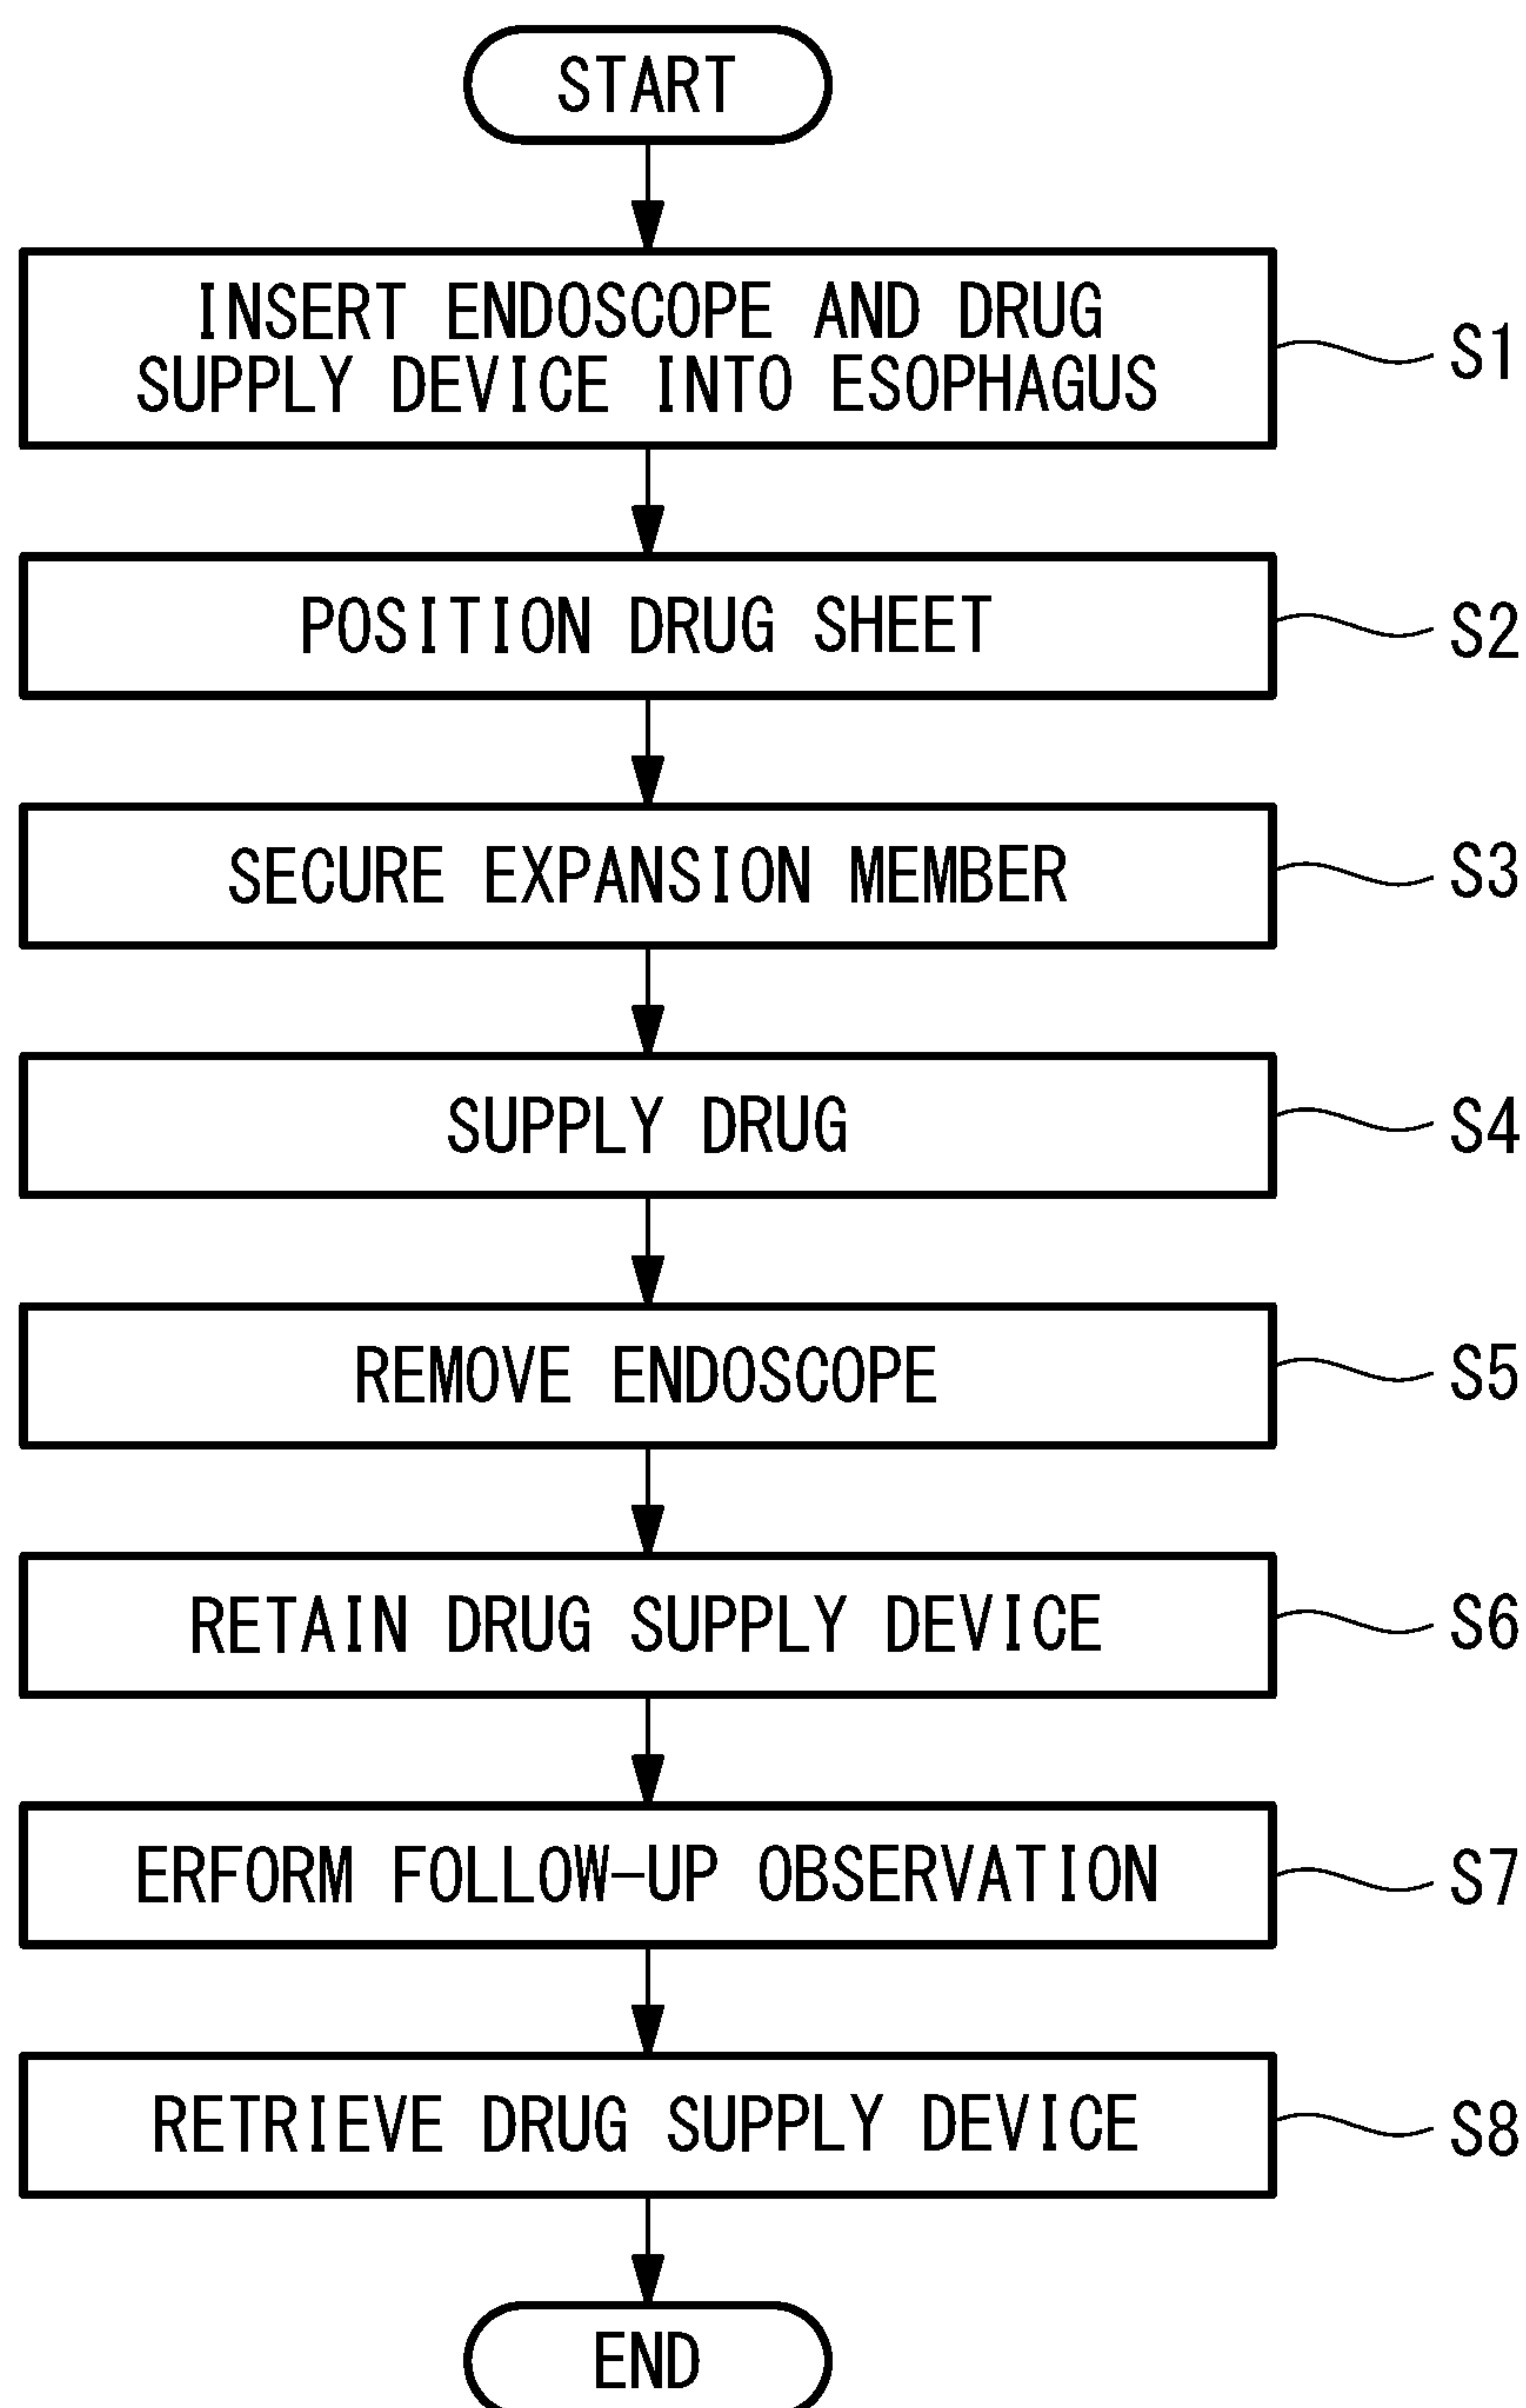 START
INSERT ENDOSCOPE AND DRUG
SUPPLY DEVICE INTO ESOPHAGUS
S1
POSITION DRUG SHEET
S2
SECURE EXPANSION MEMBER
S3
SUPPLY DRUG
S4
REMOVE ENDOSCOPE
S5
RETAIN DRUG SUPPLY DEVICE
S6
ERFORM FOLLOW-UP OBSERVATION
S7
RETRIEVE DRUG SUPPLY DEVICE
S8
END